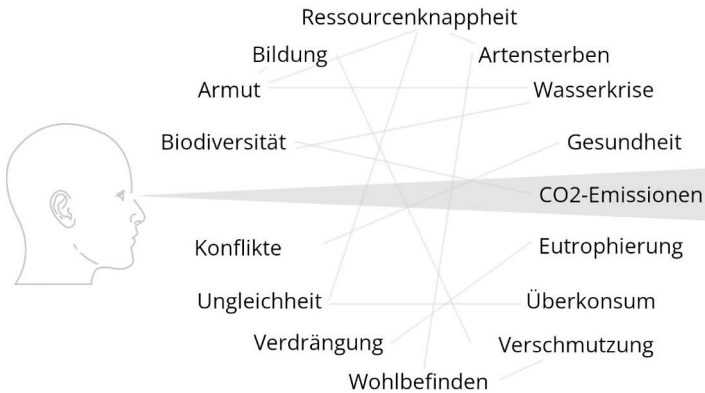 Ressourcenknappheit
Bildung
Artensterben
Armut
Wasserkrise
Biodiversität
Gesundheit
CO2-Emissionen
Konflikte
Eutrophierung
Ungleichheit
Überkonsum
Verdrängung
Verschmutzung
Wohlbefinden